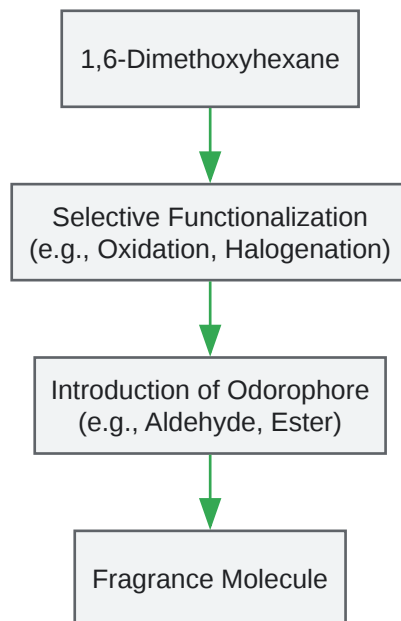 1,6-Dimethoxyhexane
Selective Functionalization
(e.g., Oxidation, Halogenation)
Introduction of Odorophore
(e.g., Aldehyde, Ester)
Fragrance Molecule